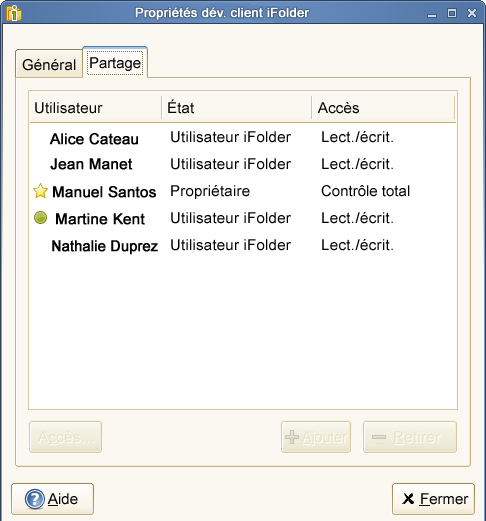 Propriétés dév. client iFolder
Général Partage
Utilisateur État Accès
Alice Cateau Utilisateur iFolder Lect./écrit.
Jean Manet Utilisateur iFolder Lect./écrit.
Manuel Santos Propriétaire Contrôle total
Martine Kent Utilisateur iFolder Lect./écrit.
Nathalie Duprez Utilisateur iFolder Lect./écrit.
Accès... Ajouter Retirer
Aide Fermer